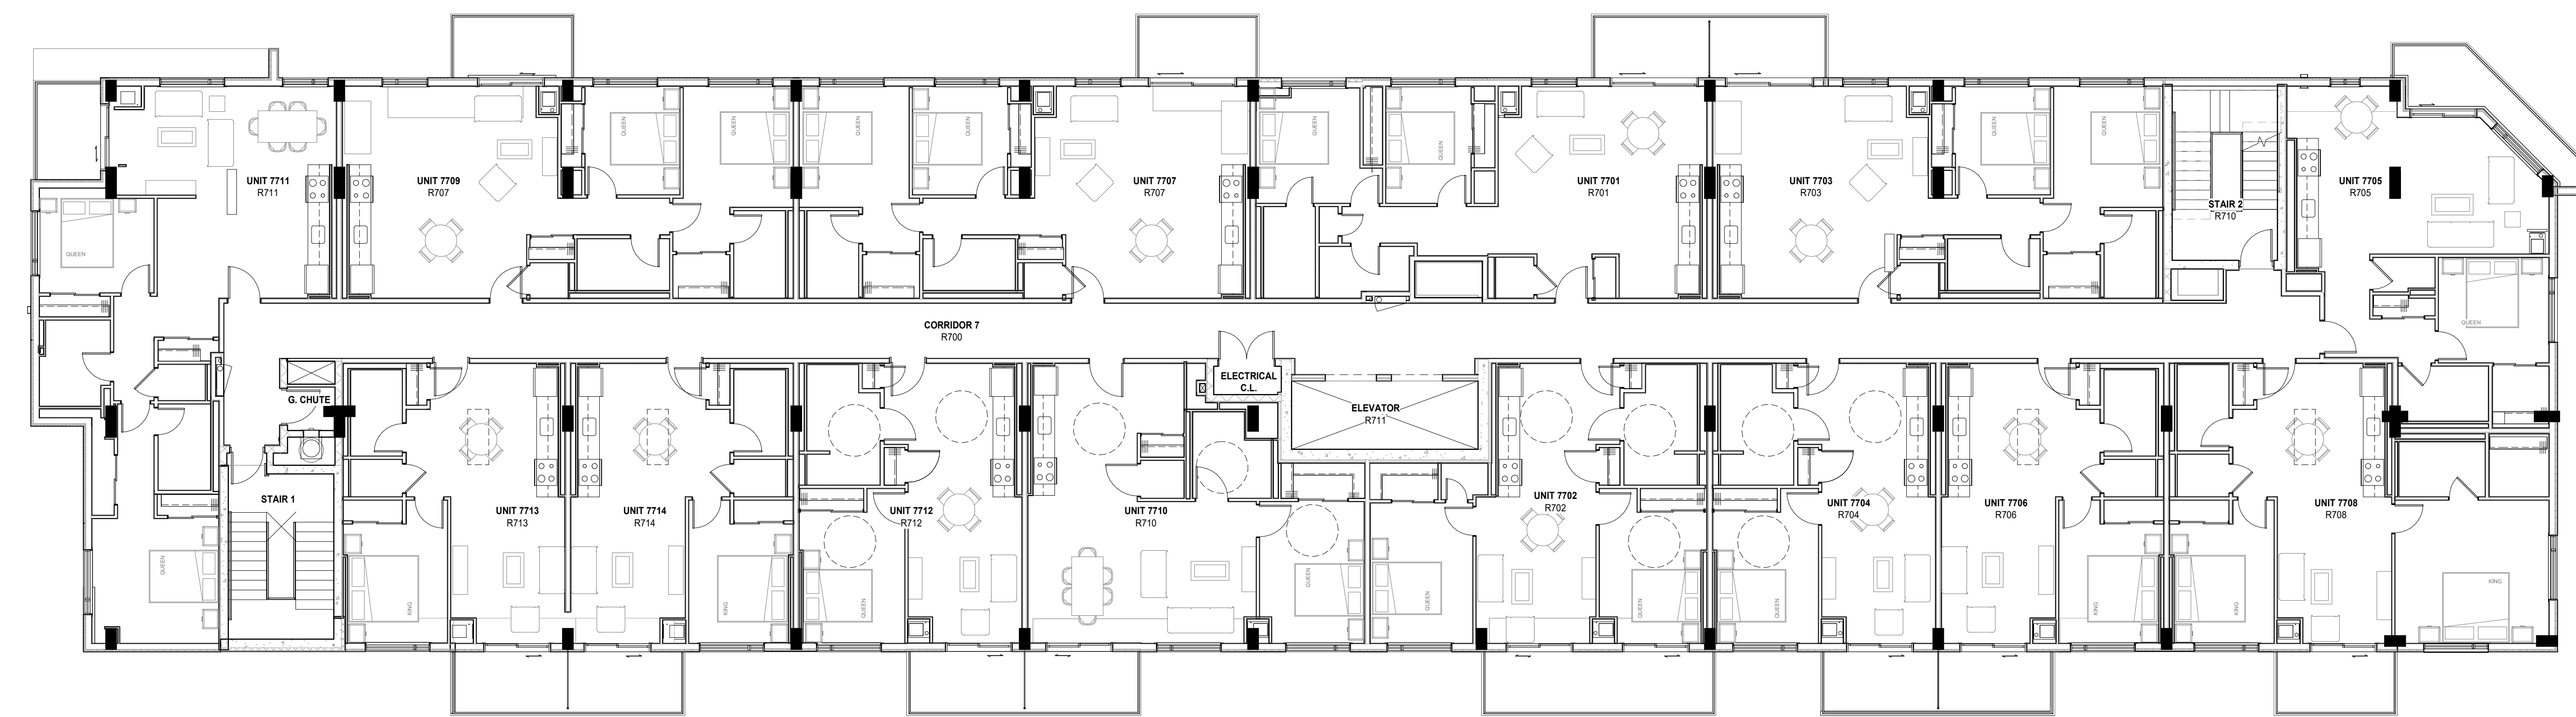 QUEEN
QUEEN
QUEEN
QUEEN
QUEEN
QUEEN
QUEEN
QUEEN
UNIT 7711
R711
UNIT 7709
R707
UNIT 7707
R707
UNIT 7701
R701
UNIT 7703
R703
UNIT 7705
R705
STAIR 2
R710
QUEEN
QUEEN
CORRIDOR 7
R700
ELECTRICAL
C.L.
G. CHUTE
ELEVATOR
R711
STAIR 1
UNIT 7713
R713
UNIT 7714
R714
UNIT 7712
R712
UNIT 7710
R710
UNIT 7702
R702
UNIT 7704
R704
UNIT 7706
R706
UNIT 7708
R708
QUEEN
KING
KING
QUEEN
QUEEN
QUEEN
QUEEN
QUEEN
KING
KING
KING